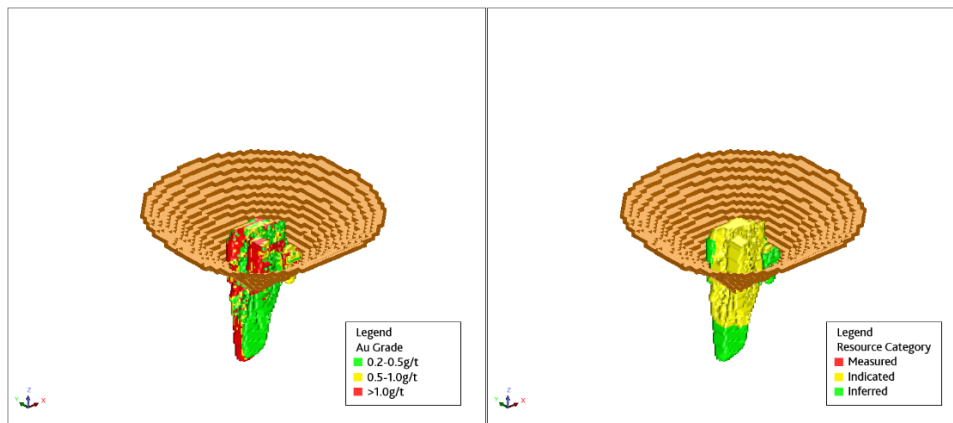 Legend
Au Grade
0.2-0.5g/t
0.5-1.0g/t
>1.0g/t
Z
Y
X
Legend
Resource Category
Measured
Indicated
Inferred
Z
Y
X